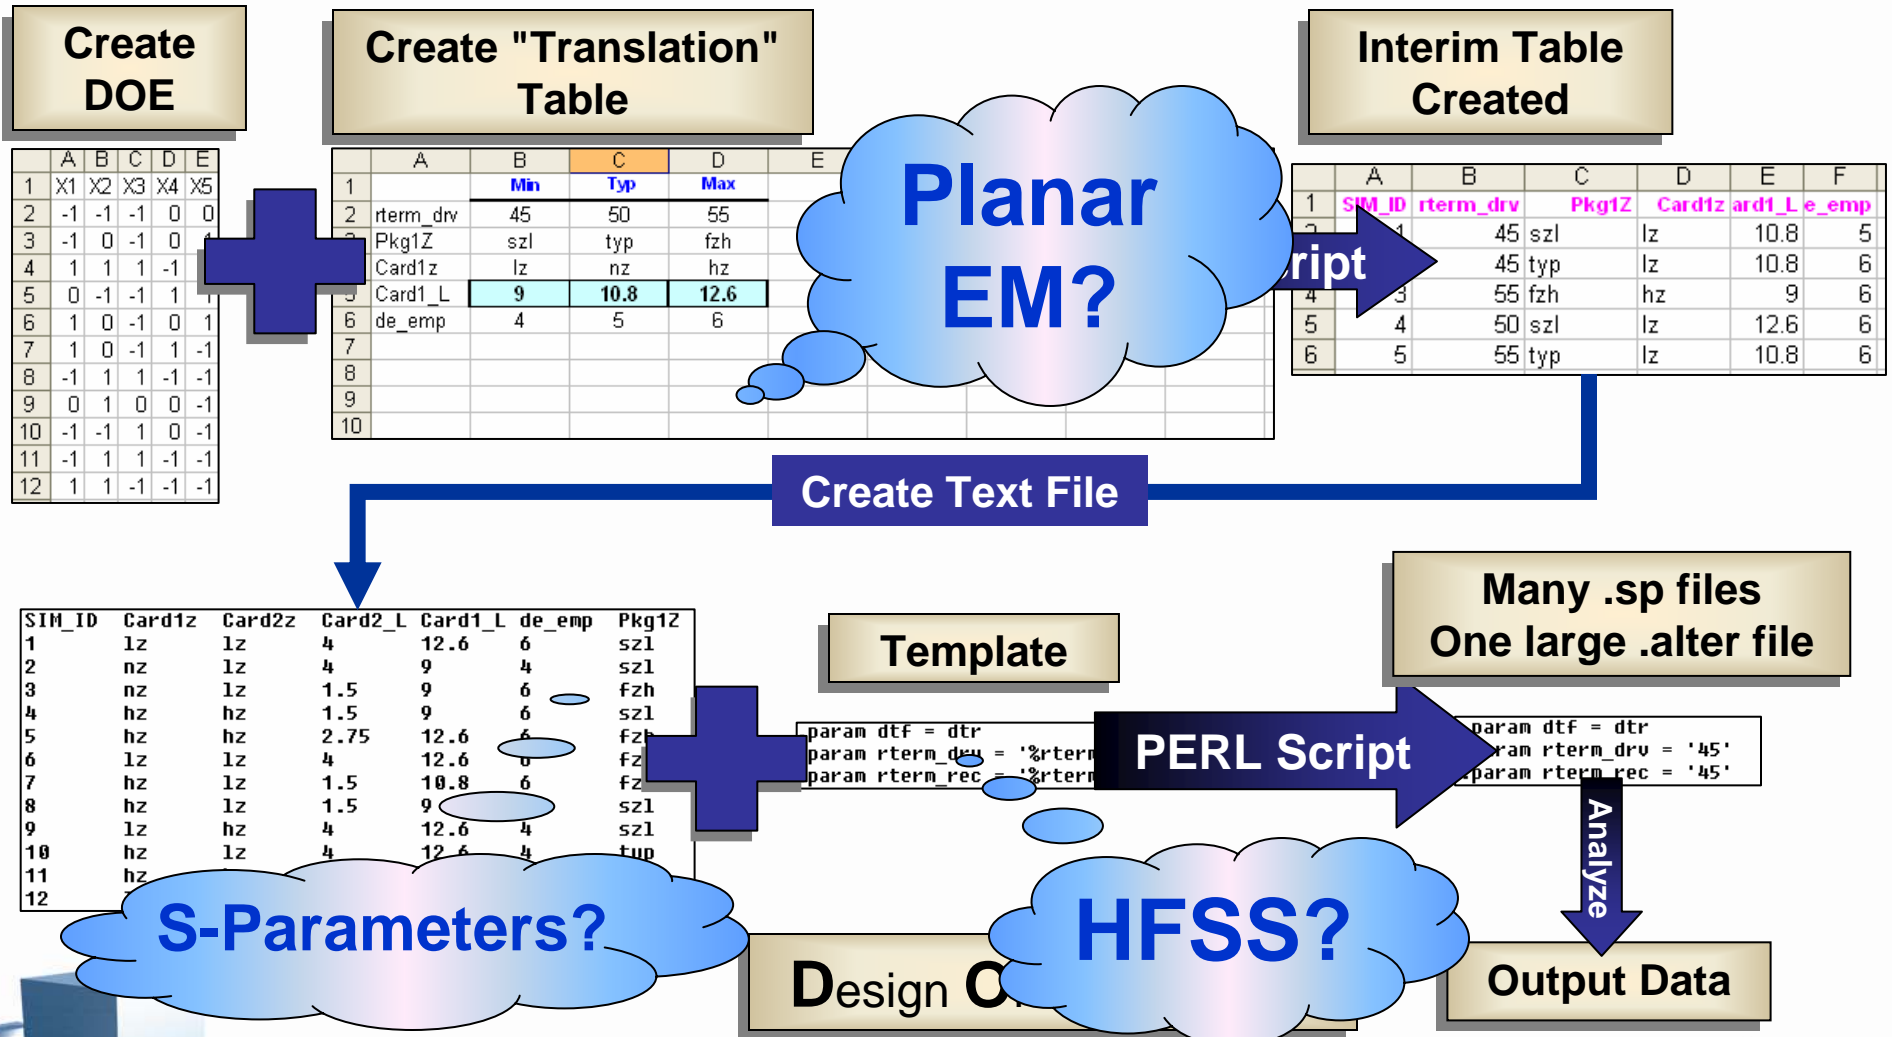 Create
DOE
Create "Translation"
Table
Interim Table
Created
A B C D E
1 X1 X2 X3 X4 X5
2 -1 -1 -1 0 0
3 -1 0 -1 0
4 1 1 1 -1
5 0 -1 -1 1
6 1 0 -1 0 1
7 1 0 -1 1 -1
8 -1 1 1 -1 -1
9 0 1 0 0 -1
10 -1 -1 1 0 -1
11 -1 1 1 -1 -1
12 1 1 -1 -1 -1
A B C D E
1 Min Typ Max
2 rterm_drv 45 50 55
Pkg1Z szl typ fzh
Card1z lz nz hz
Card1_L 9 10.8 12.6
6 de_emp 4 5 6
7
8
9
10
Planar
EM?
ript
A B C D E F
1 SIM_ID rterm_drv Pkg1Z Card1z ard1_L e_emp
1 45 szl lz 10.8 5
45 typ lz 10.8 6
4 3 55 fzh hz 9 6
5 4 50 szl lz 12.6 6
6 5 55 typ lz 10.8 6
Create Text File
SIM_ID Card1z Card2z Card2_L Card1_L de_emp Pkg1Z
1 lz lz 4 12.6 6 szl
2 nz lz 4 9 4 szl
3 nz lz 1.5 9 6 fzh
4 hz hz 1.5 9 6 szl
5 hz hz 2.75 12.6 6 fzh
6 lz lz 4 12.6 6 fz
7 hz lz 1.5 10.8 6 fz
8 hz lz 1.5 9 szl
9 lz hz 4 12.6 4 szl
10 hz lz 4 12.6 4 typ
11 hz
12
Template
param dtf = dtr
param rterm_drv = '%rterm
param rterm_rec = '%rterm
PERL Script
Many .sp files
One large .alter file
param dtf = dtr
param rterm_drv = '45'
param rterm_rec = '45'
Analyze
Output Data
S-Parameters?
HFSS?
Design O